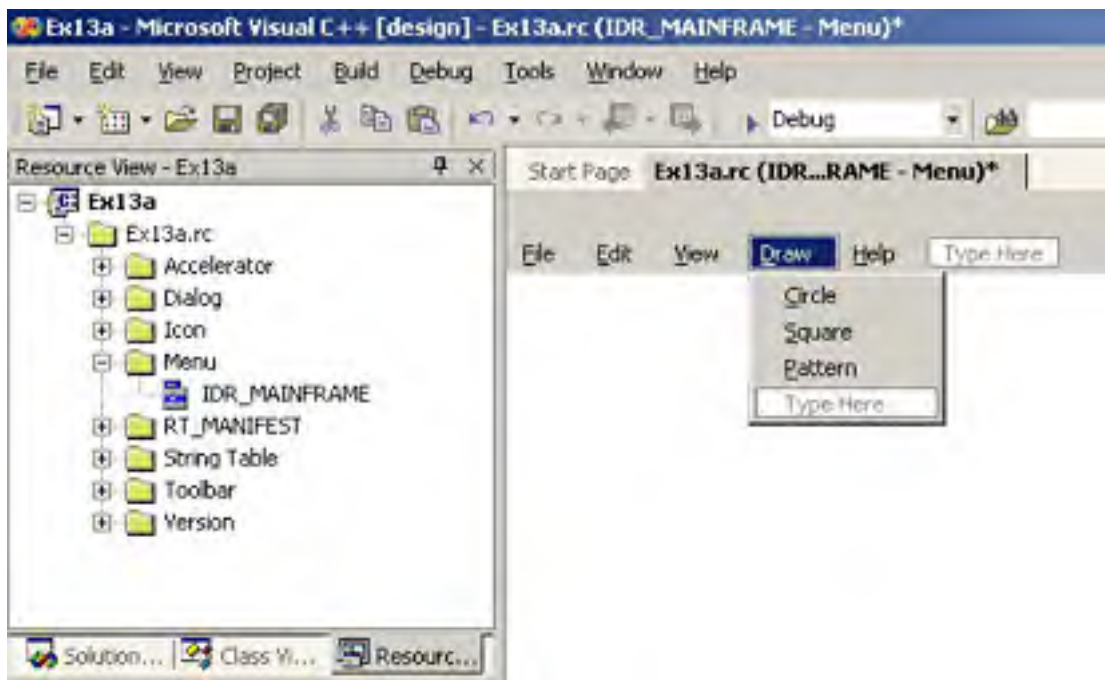 Ex13a - Microsoft Visual C++ [design] - Ex13a.rc (IDR_MAINFRAME - Menu)*
File Edit View Project Build Debug Tools Window Help
Debug
Resource View - Ex13a
Start Page Ex13a.rc (IDR...RAME - Menu)*
Ex13a
Ex13a.rc
Accelerator
Dialog
Icon
Menu
IDR_MAINFRAME
RT_MANIFEST
String Table
Toolbar
Version
File Edit View Draw Help Type Here
Circle
Square
Pattern
Type Here
Solution... Class Vi... Resourc...